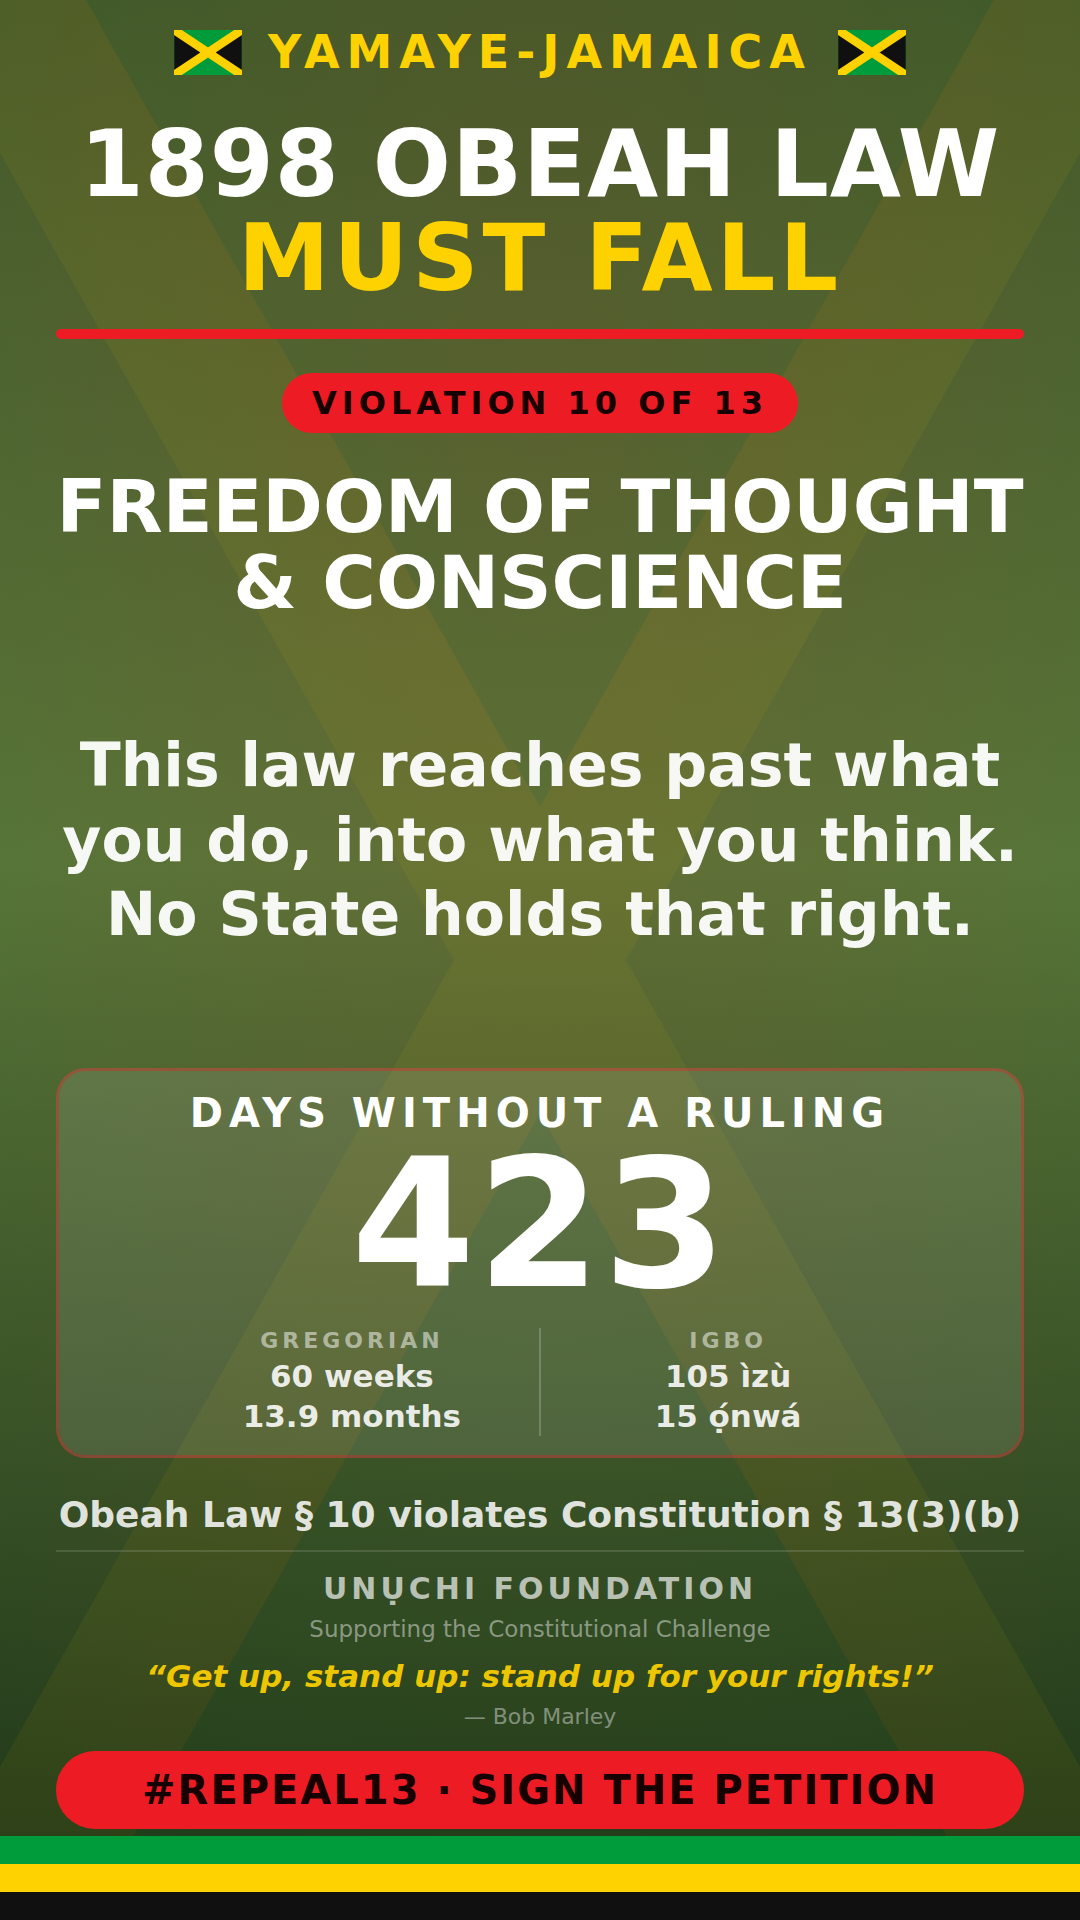 YAMAYE-JAMAICA
1898 OBEAH LAW
MUST FALL
VIOLATION 10 OF 13
FREEDOM OF THOUGHT
& CONSCIENCE
This law reaches past what
you do, into what you think.
No State holds that right.
DAYS WITHOUT A RULING
423
GREGORIAN
60 weeks
13.9 months
IGBO
105 ìzù
15 ọ́nwá
Obeah Law § 10 violates Constitution § 13(3)(b)
UNỤCHI FOUNDATION
Supporting the Constitutional Challenge
“Get up, stand up: stand up for your rights!”
— Bob Marley
#REPEAL13 · SIGN THE PETITION